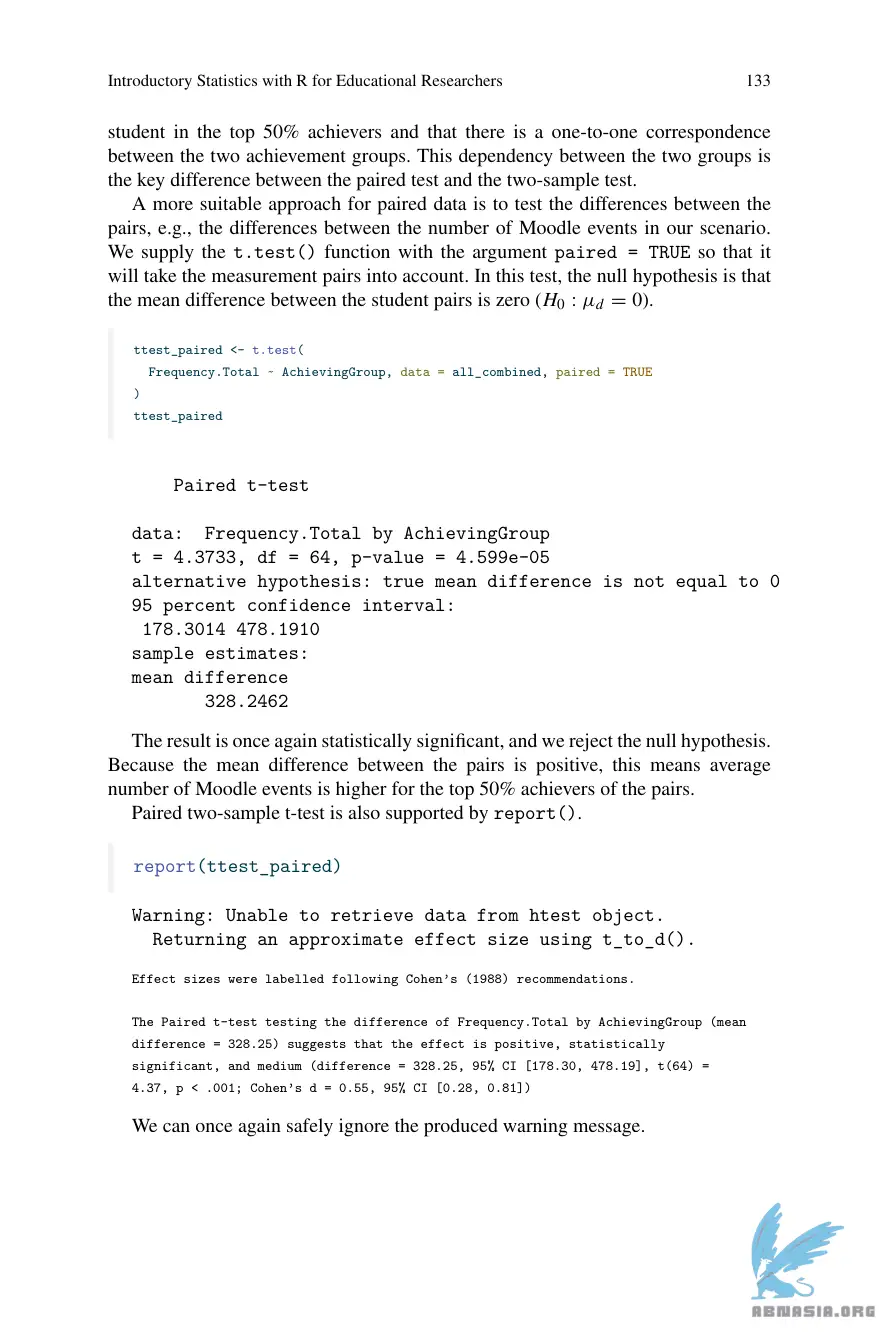 Introductory Statistics with R for Educational Researchers 133
student in the top 50% achievers and that there is a one-to-one correspondence
between the two achievement groups. This dependency between the two groups is
the key difference between the paired test and the two-sample test.
A more suitable approach for paired data is to test the differences between the
pairs, e.g., the differences between the number of Moodle events in our scenario.
We supply the t.test() function with the argument paired = TRUE so that it
will take the measurement pairs into account. In this test, the null hypothesis is that
the mean difference between the student pairs is zero (H₀ : μ_d = 0).
ttest_paired <- t.test(
Frequency.Total ~ AchievingGroup, data = all_combined, paired = TRUE
)
ttest_paired
Paired t-test
data: Frequency.Total by AchievingGroup
t = 4.3733, df = 64, p-value = 4.599e-05
alternative hypothesis: true mean difference is not equal to 0
95 percent confidence interval:
178.3014 478.1910
sample estimates:
mean difference
328.2462
The result is once again statistically significant, and we reject the null hypothesis.
Because the mean difference between the pairs is positive, this means average
number of Moodle events is higher for the top 50% achievers of the pairs.
Paired two-sample t-test is also supported by report().
report(ttest_paired)
Warning: Unable to retrieve data from htest object.
Returning an approximate effect size using t_to_d().
Effect sizes were labelled following Cohen's (1988) recommendations.
The Paired t-test testing the difference of Frequency.Total by AchievingGroup (mean
difference = 328.25) suggests that the effect is positive, statistically
significant, and medium (difference = 328.25, 95% CI [178.30, 478.19], t(64) =
4.37, p < .001; Cohen's d = 0.55, 95% CI [0.28, 0.81])
We can once again safely ignore the produced warning message.
ABNASIA.ORG